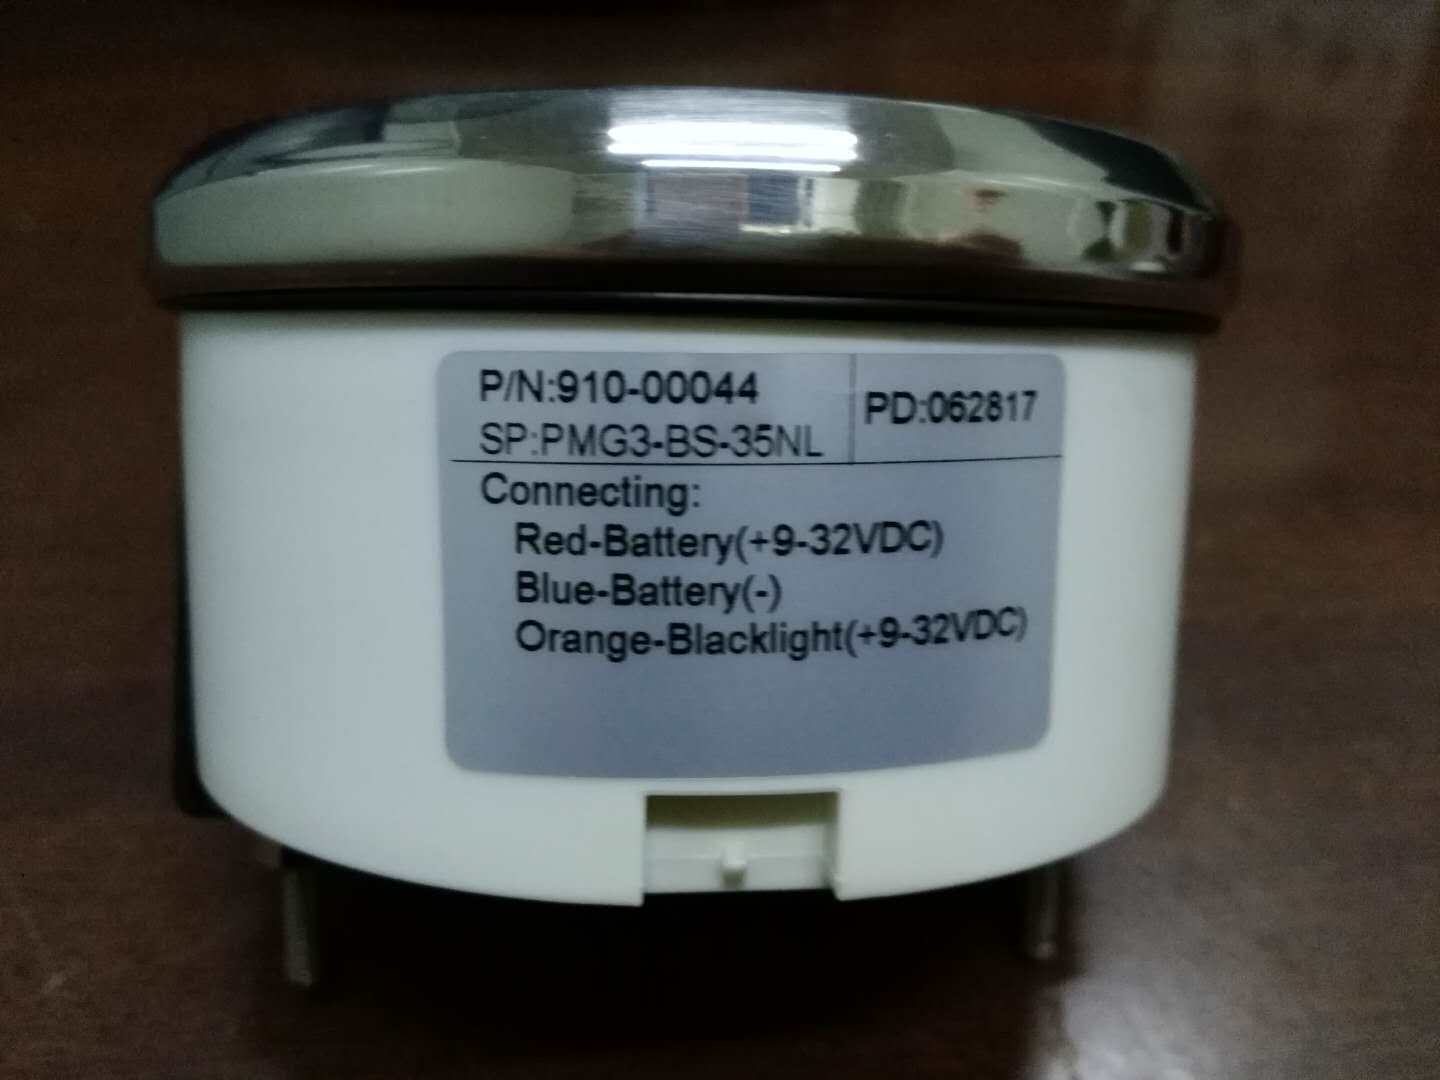 P/N:910-00044
SP:PMG3-BS-35NL
PD:062817
Connecting:
Red-Battery(+9-32VDC)
Blue-Battery(-)
Orange-Blacklight(+9-32VDC)